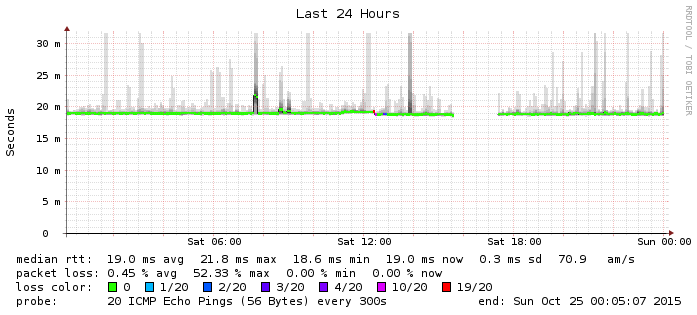 Last 24 Hours
RRDTOOL / TOBI OETIKER
Seconds
30 m
25 m
20 m
15 m
10 m
5 m
0
Sat 06:00 Sat 12:00 Sat 18:00 Sun 00:00
median rtt: 19.0 ms avg 21.8 ms max 18.6 ms min 19.0 ms now 0.3 ms sd 70.9 am/s
packet loss: 0.45 % avg 52.33 % max 0.00 % min 0.00 % now
loss color: 0 1/20 2/20 3/20 4/20 10/20 19/20
probe: 20 ICMP Echo Pings (56 Bytes) every 300s end: Sun Oct 25 00:05:07 2015